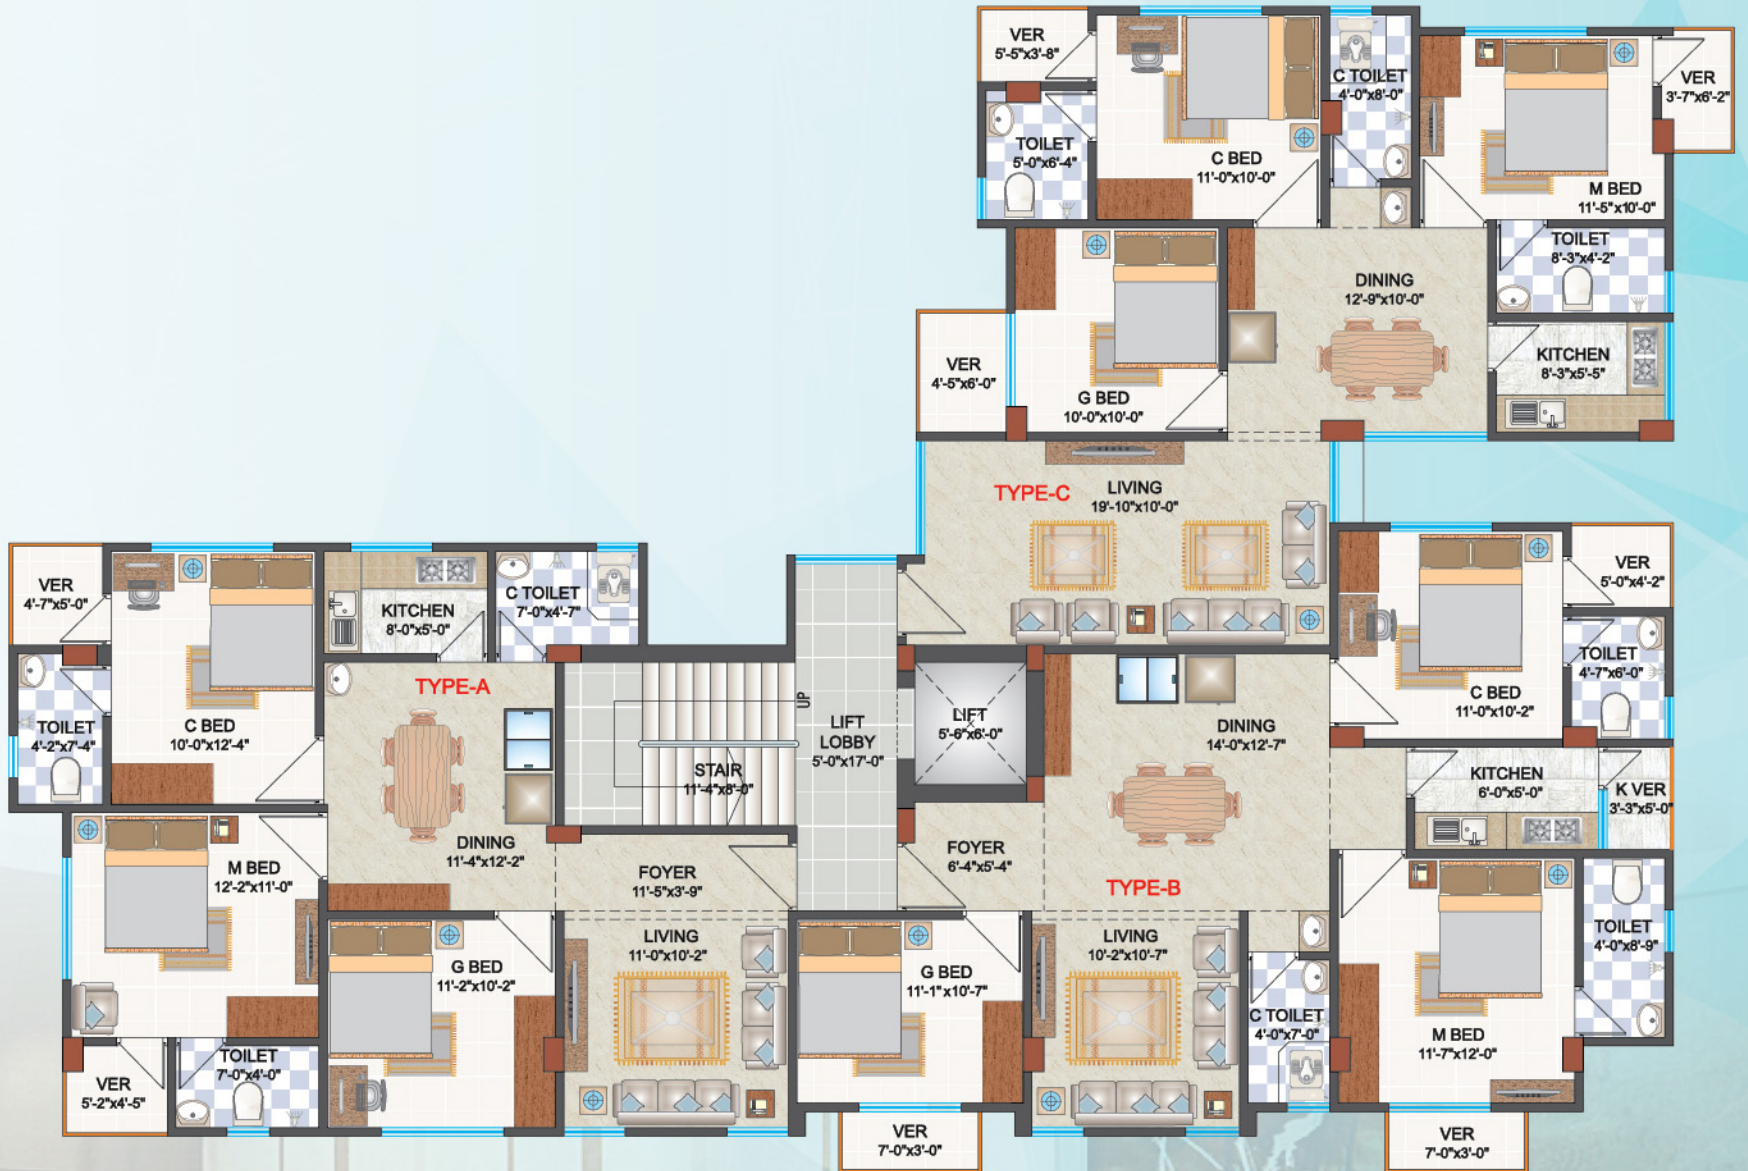 VER
5'-5"x3'-8"
C TOILET
4'-0"x8'-0"
VER
3'-7"x6'-2"
TOILET
5'-0"x6'-4"
C BED
11'-0"x10'-0"
M BED
11'-5"x10'-0"
TOILET
8'-3"x4'-2"
DINING
12'-9"x10'-0"
VER
4'-5"x6'-0"
G BED
10'-0"x10'-0"
KITCHEN
8'-3"x5'-5"
TYPE-C
LIVING
19'-10"x10'-0"
VER
4'-7"x5'-0"
KITCHEN
8'-0"x5'-0"
C TOILET
7'-0"x4'-7"
VER
5'-0"x4'-2"
TOILET
4'-7"x6'-0"
TYPE-A
C BED
10'-0"x12'-4"
TOILET
4'-2"x7'-4"
UP
LIFT
LOBBY
5'-0"x17'-0"
LIFT
5'-6"x6'-0"
DINING
14'-0"x12'-7"
C BED
11'-0"x10'-2"
STAIR
11'-4"x8'-0"
KITCHEN
6'-0"x5'-0"
K VER
3'-3"x5'-0"
DINING
11'-4"x12'-2"
M BED
12'-2"x11'-0"
FOYER
11'-5"x3'-9"
FOYER
6'-4"x5'-4"
TYPE-B
LIVING
11'-0"x10'-2"
LIVING
10'-2"x10'-7"
TOILET
4'-0"x8'-9"
G BED
11'-2"x10'-2"
G BED
11'-1"x10'-7"
C TOILET
4'-0"x7'-0"
M BED
11'-7"x12'-0"
TOILET
7'-0"x4'-0"
VER
5'-2"x4'-5"
VER
7'-0"x3'-0"
VER
7'-0"x3'-0"